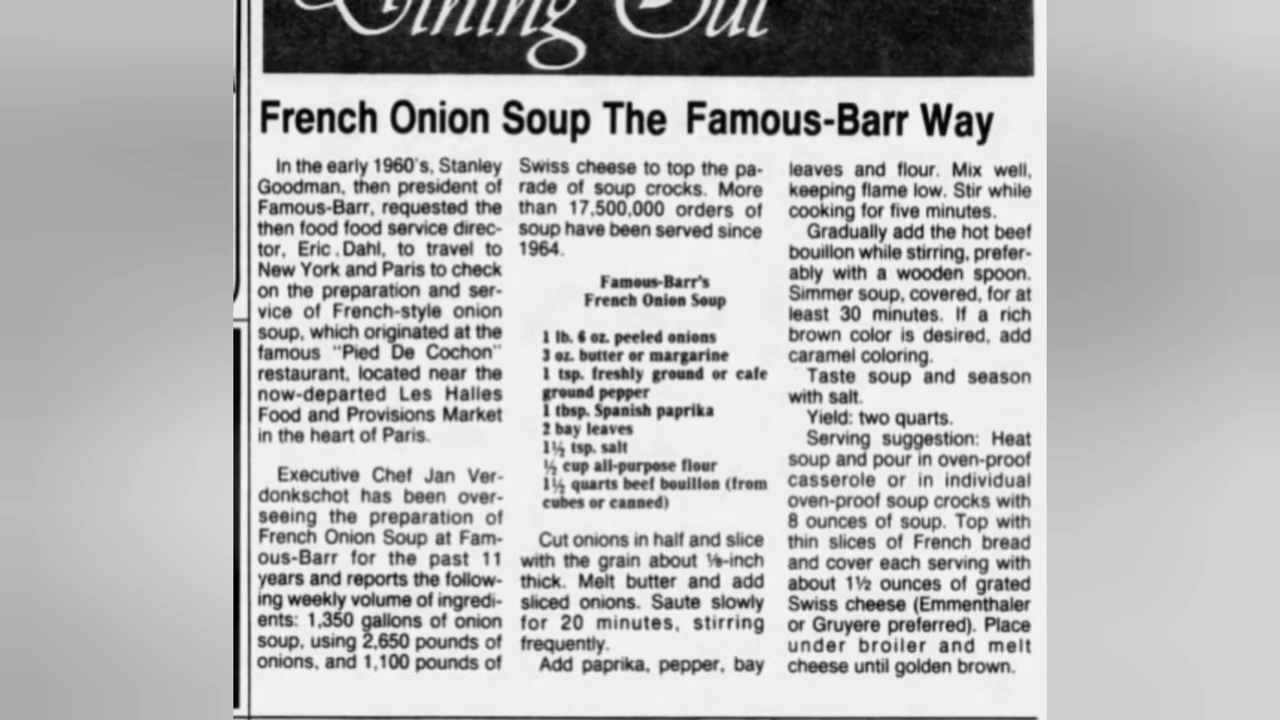 Dining Out
French Onion Soup The Famous-Barr Way
In the early 1960's, Stanley
Goodman, then president of
Famous-Barr, requested the
then food food service direc-
tor, Eric Dahl, to travel to
New York and Paris to check
on the preparation and ser-
vice of French-style onion
soup, which originated at the
famous "Pied De Cochon"
restaurant, located near the
now-departed Les Halles
Food and Provisions Market
in the heart of Paris.
Executive Chef Jan Ver-
donkschot has been over-
seeing the preparation of
French Onion Soup at Fam-
ous-Barr for the past 11
years and reports the follow-
ing weekly volume of ingredi-
ents: 1,350 gallons of onion
soup, using 2,650 pounds of
onions, and 1,100 pounds of
Swiss cheese to top the pa-
rade of soup crocks. More
than 17,500,000 orders of
soup have been served since
1964.
Famous-Barr's
French Onion Soup
1 lb. 6 oz. peeled onions
3 oz. butter or margarine
1 tsp. freshly ground or cafe
ground pepper
1 tbsp. Spanish paprika
2 bay leaves
1½ tsp. salt
½ cup all-purpose flour
1½ quarts beef bouillon (from
cubes or canned)
Cut onions in half and slice
with the grain about ⅛-inch
thick. Melt butter and add
sliced onions. Saute slowly
for 20 minutes, stirring
frequently.
Add paprika, pepper, bay
leaves and flour. Mix well,
keeping flame low. Stir while
cooking for five minutes.
Gradually add the hot beef
bouillon while stirring, prefer-
ably with a wooden spoon.
Simmer soup, covered, for at
least 30 minutes. If a rich
brown color is desired, add
caramel coloring.
Taste soup and season
with salt.
Yield: two quarts.
Serving suggestion: Heat
soup and pour in oven-proof
casserole or in individual
oven-proof soup crocks with
8 ounces of soup. Top with
thin slices of French bread
and cover each serving with
about 1½ ounces of grated
Swiss cheese (Emmenthaler
or Gruyere preferred). Place
under broiler and melt
cheese until golden brown.